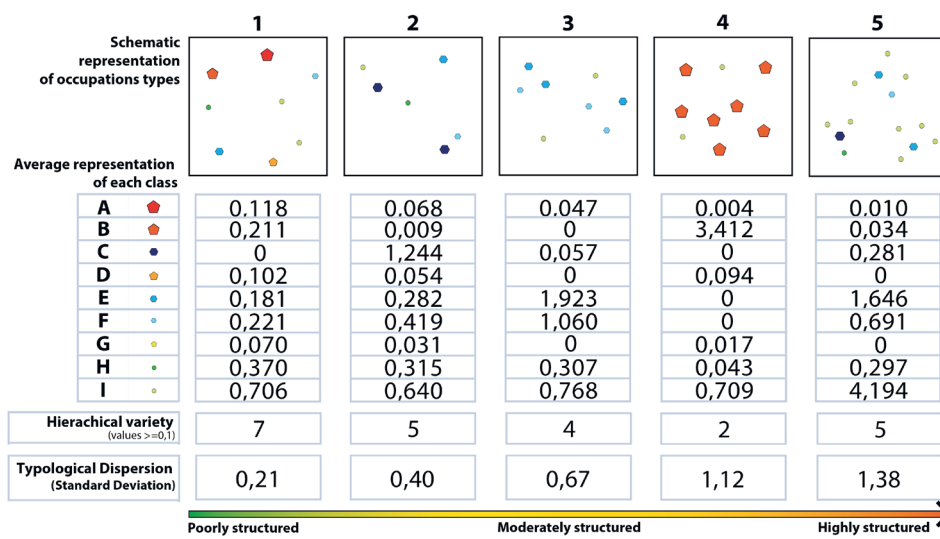 1 2 3 4 5
Schematic
representation
of occupations types
Average representation
of each class
A 0.118 0.068 0.047 0.004 0.010
B 0,211 0,009 0 3,412 0,034
C 0 1,244 0,057 0 0,281
D 0,102 0,054 0 0,094 0
E 0,181 0,282 1,923 0 1,646
F 0,221 0,419 1,060 0 0,691
G 0,070 0,031 0 0,017 0
H 0,370 0,315 0,307 0,043 0,297
I 0,706 0,640 0,768 0,709 4,194
Hierachical variety 7 5 4 2 5
(values >=0,1)
Typological Dispersion 0,21 0,40 0,67 1,12 1,38
(Standard Deviation)
Poorly structured Moderately structured Highly structured